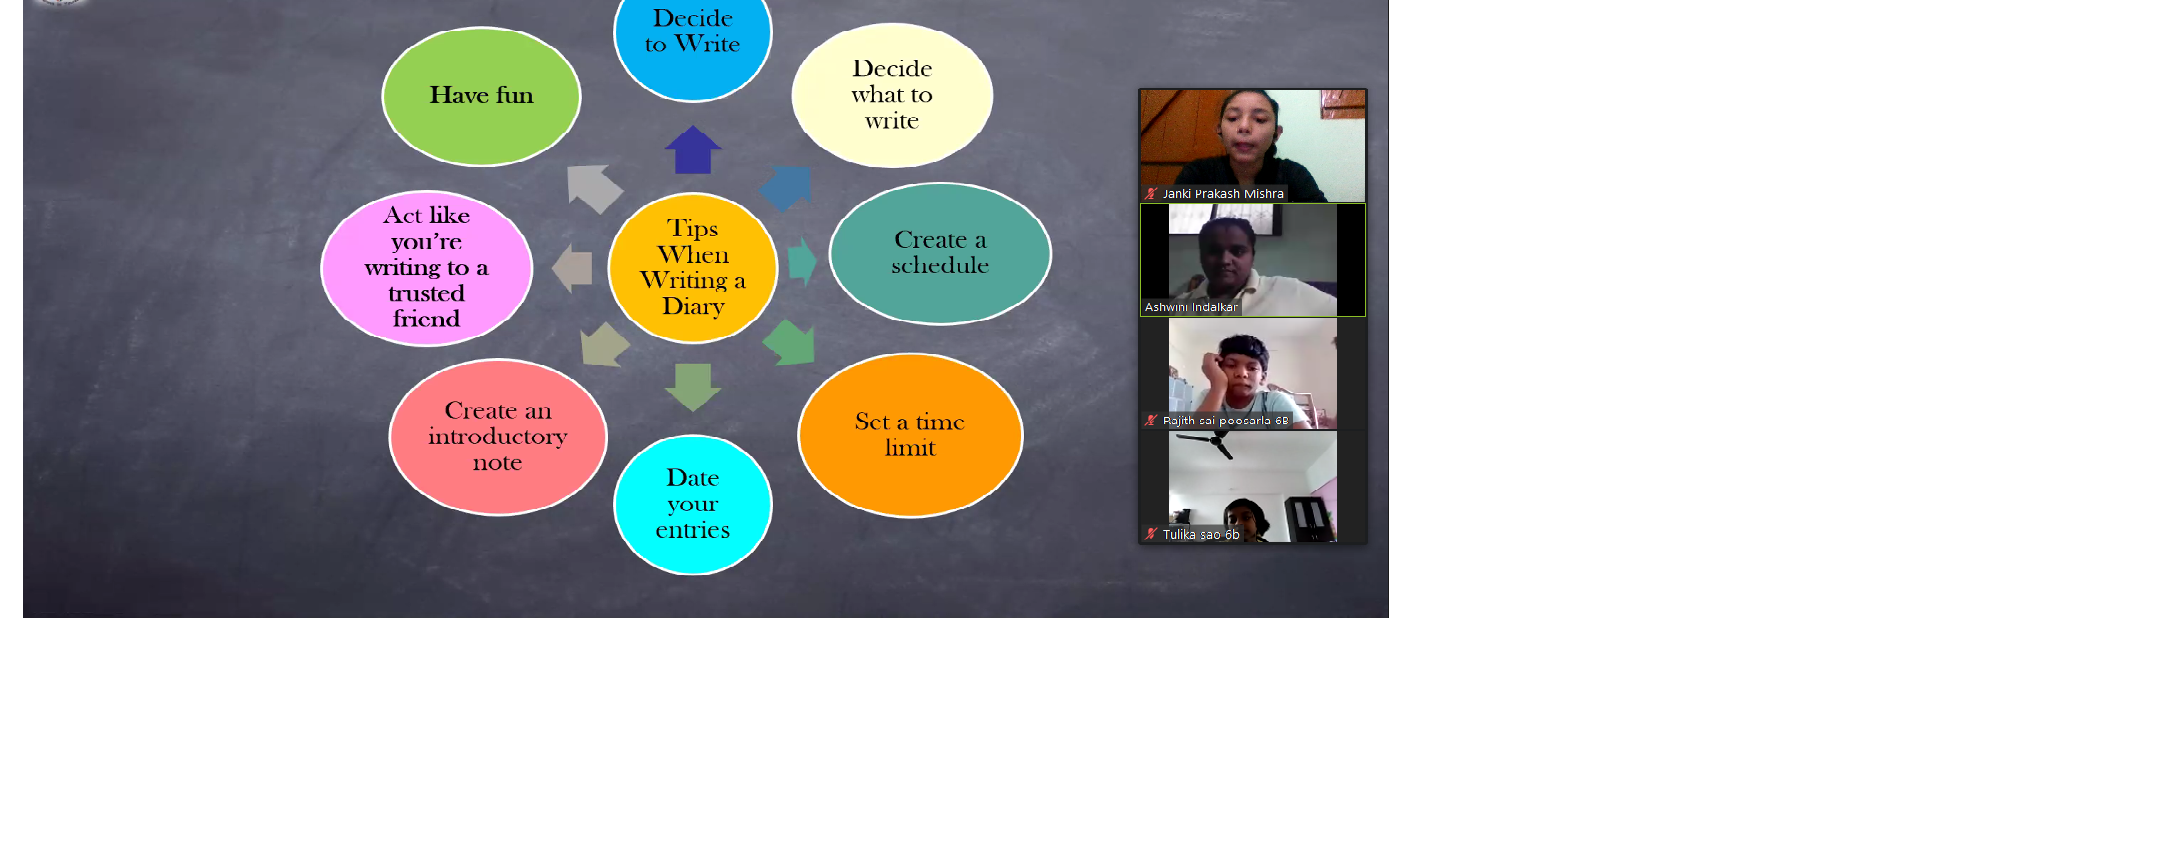 Decide
to Write
Decide
what to
write
Create a
schedule
Set a time
limit
Date
your
entries
Create an
introductory
note
Act like
you’re
writing to a
trusted
friend
Have fun
Tips
When
Writing a
Diary
Janki Prakash Mishra
Ashwini Indalkar
Rajith sai poosarla 6B
Tulika sao 6b